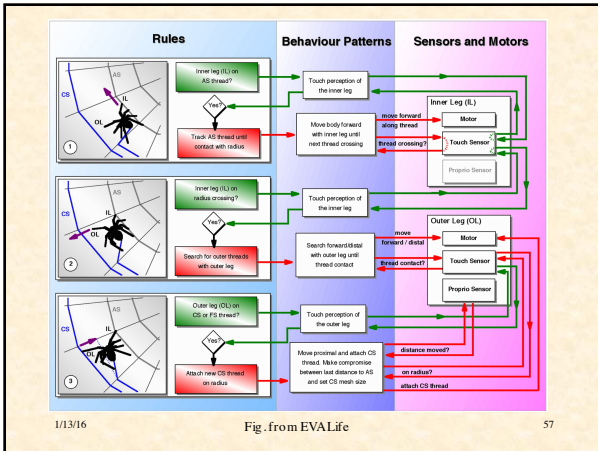 Rules
Behaviour Patterns
Sensors and Motors
AS
CS
IL
OL
1
Inner leg (IL) on
AS thread?
Yes?
Track AS thread until
contact with radius
Touch perception of
the inner leg
Move body forward
with inner leg until
next thread crossing
move forward
along thread
thread crossing?
Inner Leg (IL)
Motor
Touch Sensor
Proprio Sensor
AS
CS
IL
OL
2
Inner leg (IL) on
radius crossing?
Yes?
Search for outer threads
with outer leg
Touch perception of
the inner leg
Search forward/distal
with outer leg until
thread contact
move
forward / distal
thread contact?
Outer Leg (OL)
Motor
Touch Sensor
Proprio Sensor
AS
CS
IL
OL
3
Outer leg (OL) on
CS or FS thread?
Yes?
Attach new CS thread
on radius
Touch perception of
the outer leg
Move proximal and attach CS
thread. Make compromise
between last distance to AS
and set CS mesh size
distance moved?
on radius?
attach CS thread
1/13/16
Fig. from EVALife
57